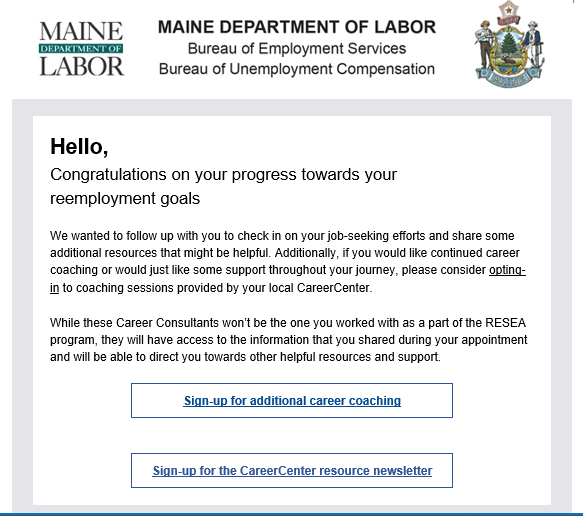 MAINE
DEPARTMENT OF
LABOR
MAINE DEPARTMENT OF LABOR
Bureau of Employment Services
Bureau of Unemployment Compensation
Hello,
Congratulations on your progress towards your
reemployment goals
We wanted to follow up with you to check in on your job-seeking efforts and share some
additional resources that might be helpful. Additionally, if you would like continued career
coaching or would just like some support throughout your journey, please consider opting-
in to coaching sessions provided by your local CareerCenter.
While these Career Consultants won’t be the one you worked with as a part of the RESEA
program, they will have access to the information that you shared during your appointment
and will be able to direct you towards other helpful resources and support.
Sign-up for additional career coaching
Sign-up for the CareerCenter resource newsletter